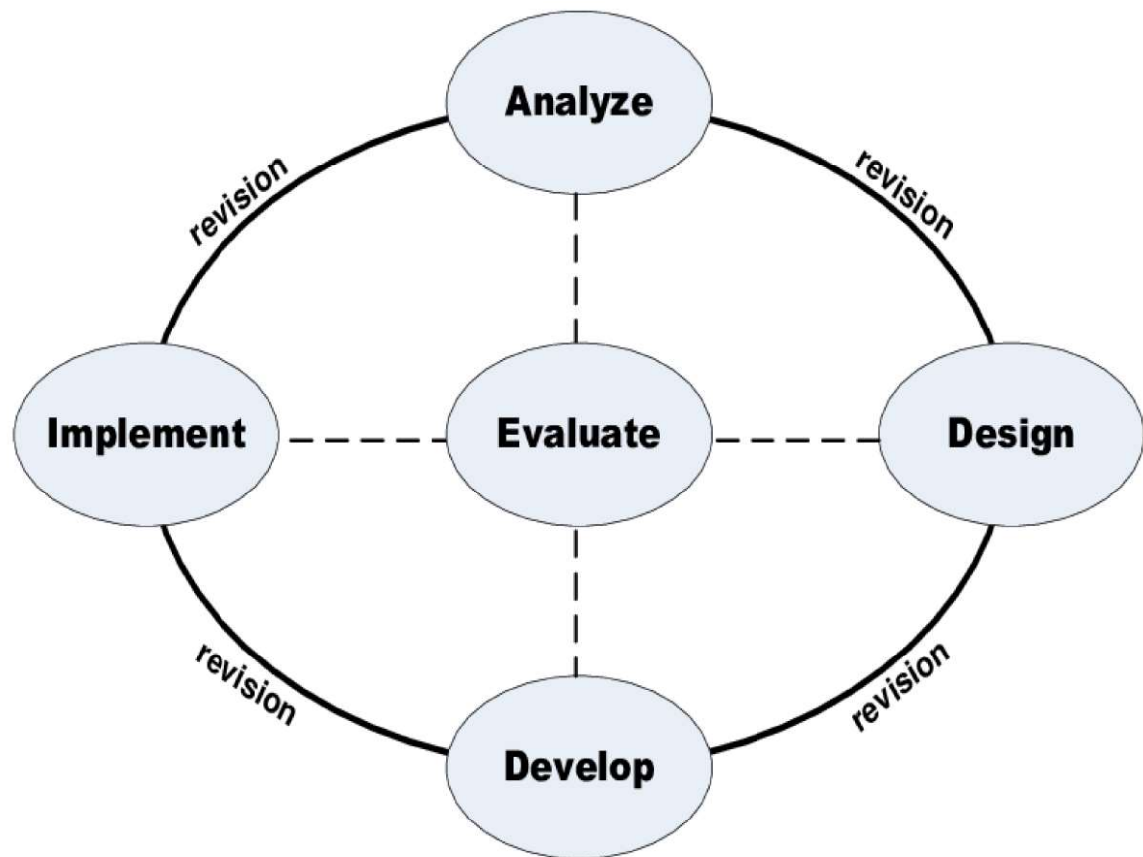 Analyze
revision
revision
Implement
Evaluate
Design
revision
revision
Develop